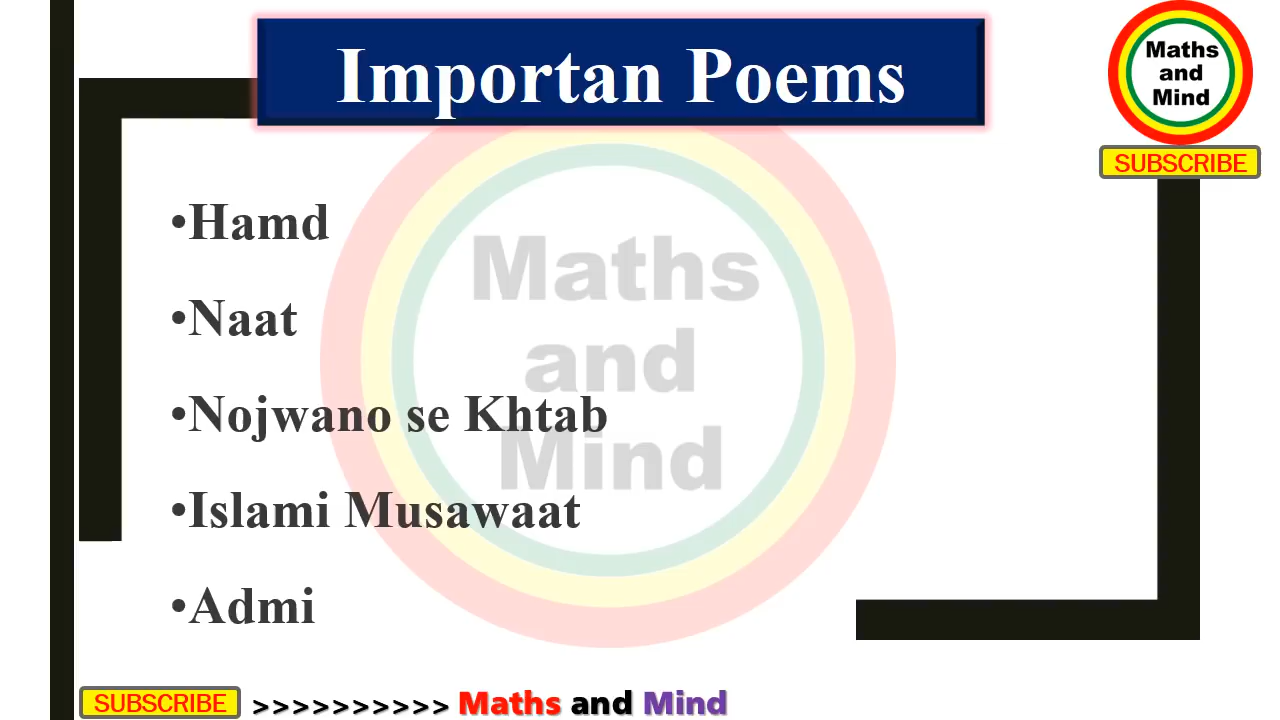 Importan Poems
Maths
and
Mind
SUBSCRIBE
•Hamd
•Naat
•Nojwano se Khtab
•Islami Musawaat
•Admi
Maths
and
Mind
SUBSCRIBE >>>>>>>>>> Maths and Mind